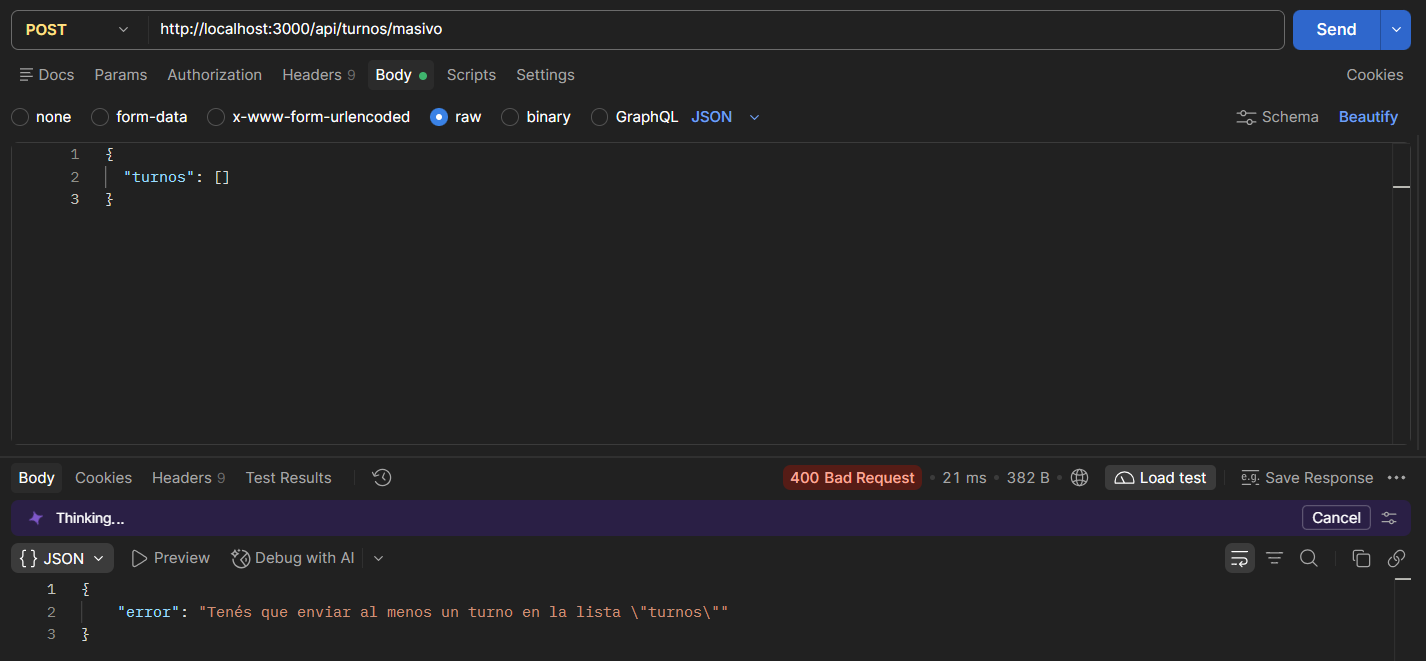 POST http://localhost:3000/api/turnos/masivo Send
Docs Params Authorization Headers 9 Body Scripts Settings Cookies
none form-data x-www-form-urlencoded raw binary GraphQL JSON Schema Beautify
1 {
2 "turnos": []
3 }
Body Cookies Headers 9 Test Results 400 Bad Request • 21 ms • 382 B • Load test e.g. Save Response
Thinking... Cancel
{} JSON Preview Debug with AI
1 {
2 "error": "Tenés que enviar al menos un turno en la lista \"turnos\""
3 }